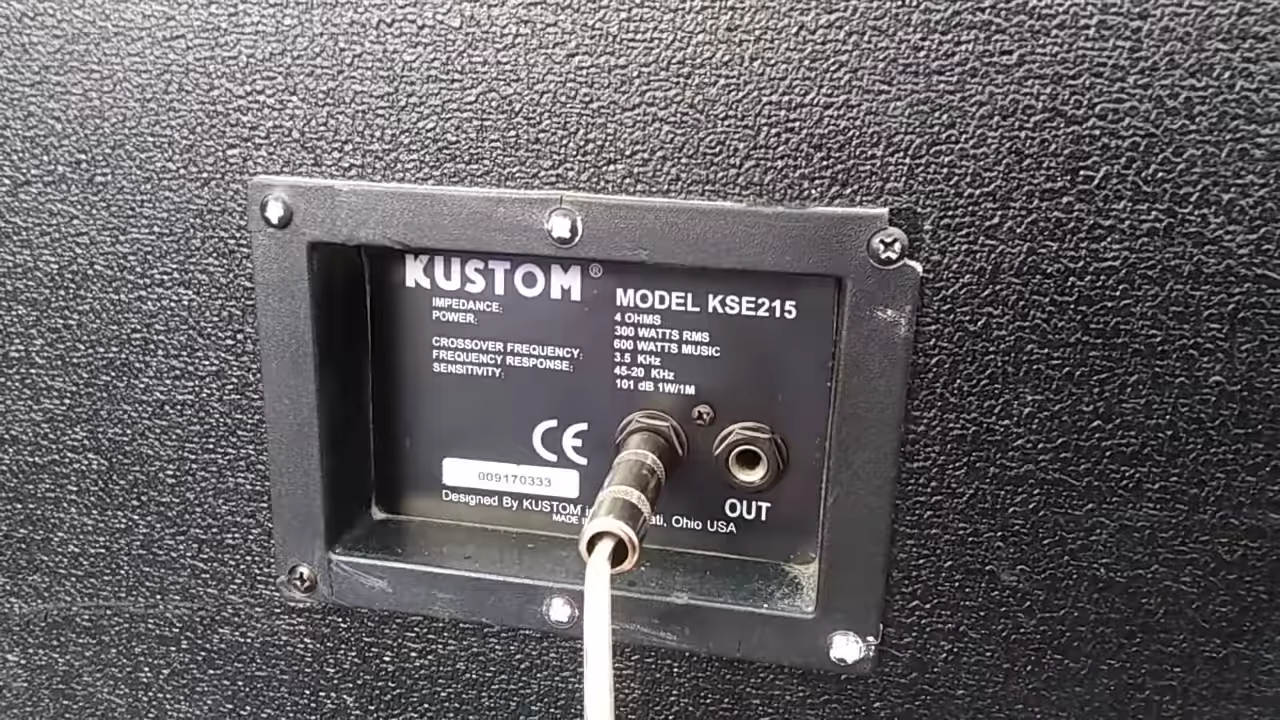 KUSTOM®
MODEL KSE215
IMPEDANCE: 4 OHMS
POWER: 300 WATTS RMS
600 WATTS MUSIC
CROSSOVER FREQUENCY: 3.5 KHz
FREQUENCY RESPONSE: 45-20 KHz
SENSITIVITY: 101 dB 1W/1M
CE
009170333
OUT
Designed By KUSTOM Ohio USA
MADE